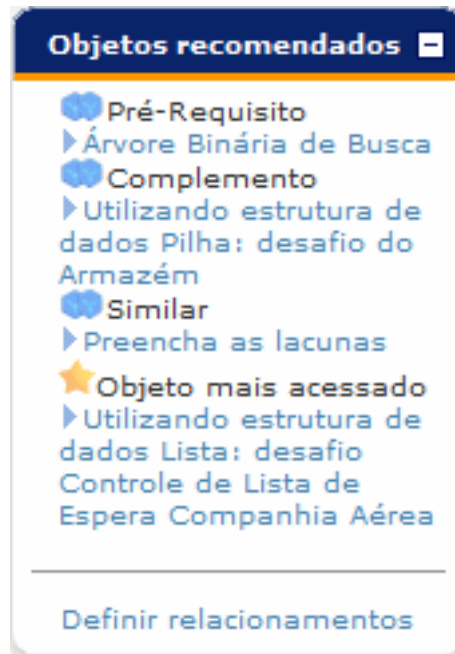 Objetos recomendados
Pré-Requisito
Árvore Binária de Busca
Complemento
Utilizando estrutura de
dados Pilha: desafio do
Armazém
Similar
Preencha as lacunas
Objeto mais acessado
Utilizando estrutura de
dados Lista: desafio
Controle de Lista de
Espera Companhia Aérea
Definir relacionamentos